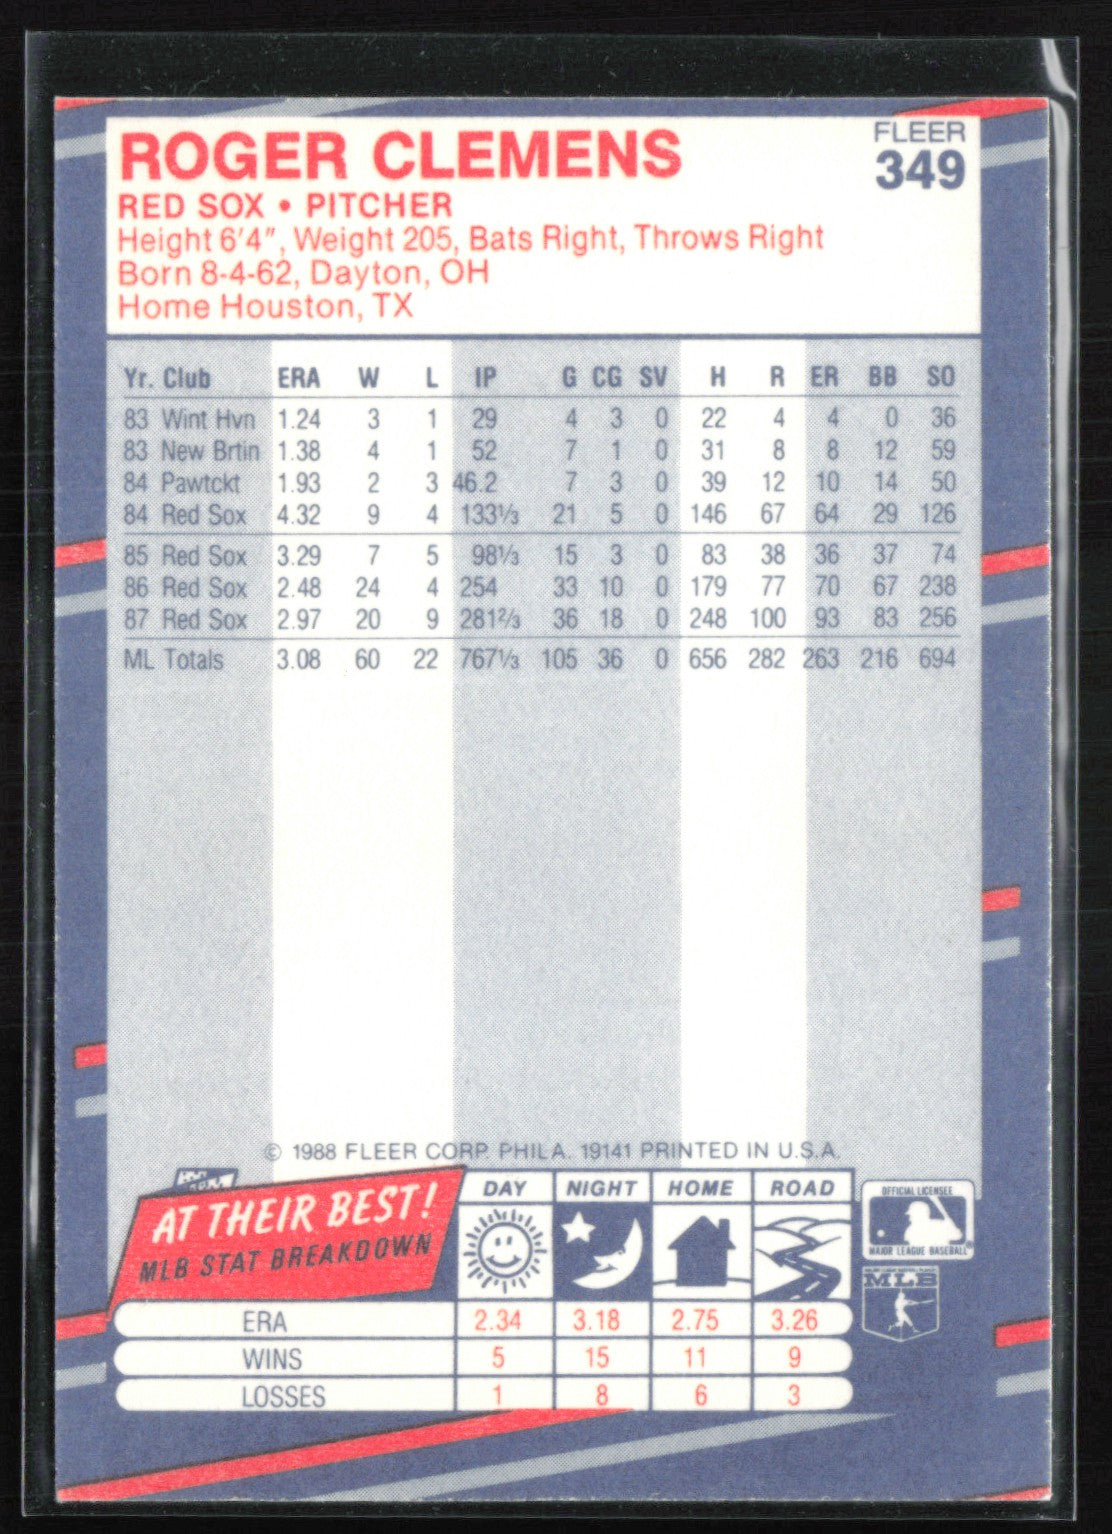 ROGER CLEMENS
FLEER
349
RED SOX • PITCHER
Height 6'4", Weight 205, Bats Right, Throws Right
Born 8-4-62, Dayton, OH
Home Houston, TX
Yr. Club ERA W L IP G CG SV H R ER BB SO
83 Wint Hvn 1.24 3 1 29 4 3 0 22 4 4 0 36
83 New Brtin 1.38 4 1 52 7 1 0 31 8 8 12 59
84 Pawtckt 1.93 2 3 46.2 7 3 0 39 12 10 14 50
84 Red Sox 4.32 9 4 133⅓ 21 5 0 146 67 64 29 126
85 Red Sox 3.29 7 5 98⅓ 15 3 0 83 38 36 37 74
86 Red Sox 2.48 24 4 254 33 10 0 179 77 70 67 238
87 Red Sox 2.97 20 9 281⅔ 36 18 0 248 100 93 83 256
ML Totals 3.08 60 22 767⅓ 105 36 0 656 282 263 216 694
© 1988 FLEER CORP. PHILA. 19141 PRINTED IN U.S.A.
AT THEIR BEST!
MLB STAT BREAKDOWN
DAY NIGHT HOME ROAD
ERA 2.34 3.18 2.75 3.26
WINS 5 15 11 9
LOSSES 1 8 6 3
OFFICIAL LICENSEE
MAJOR LEAGUE BASEBALL®
MLB